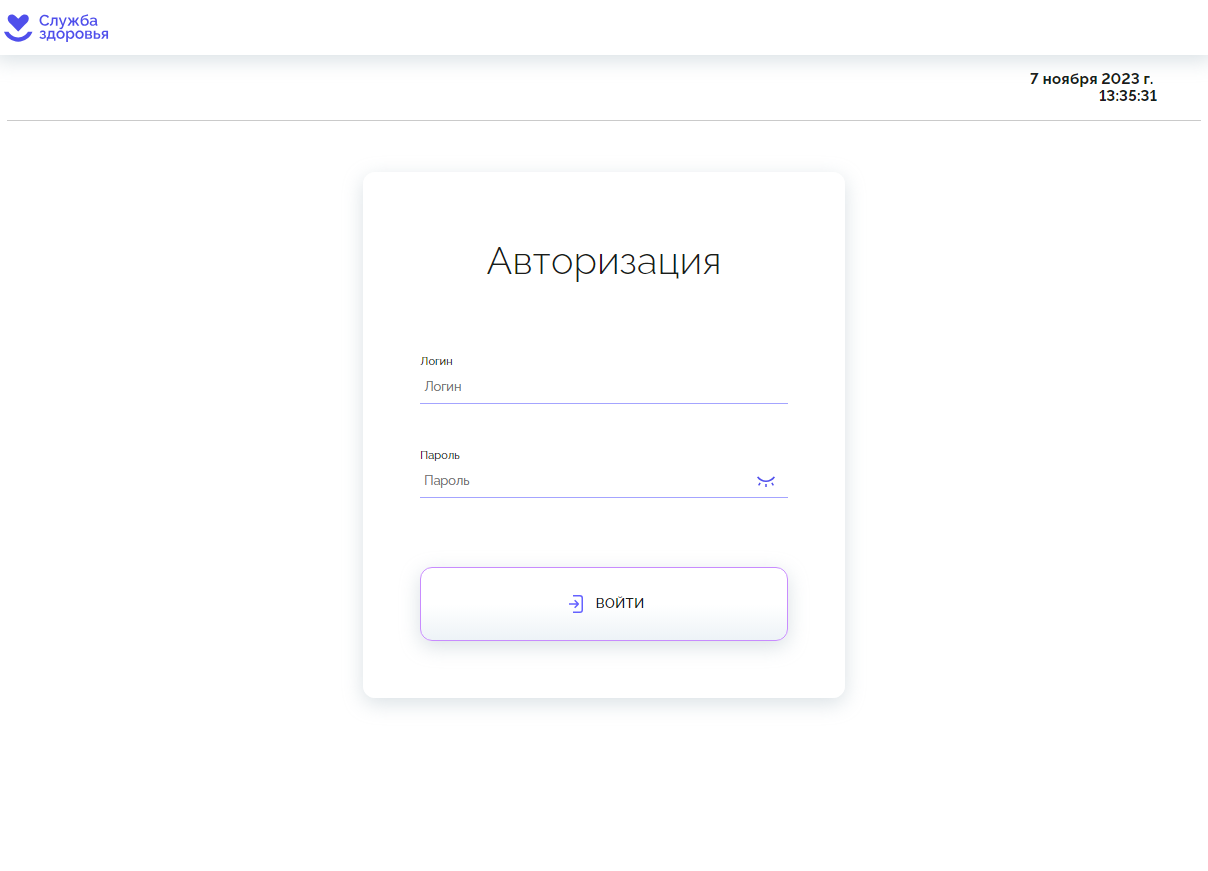 Служба
здоровья
7 ноября 2023 г.
13:35:31
Авторизация
Логин
Логин
Пароль
Пароль
ВОЙТИ